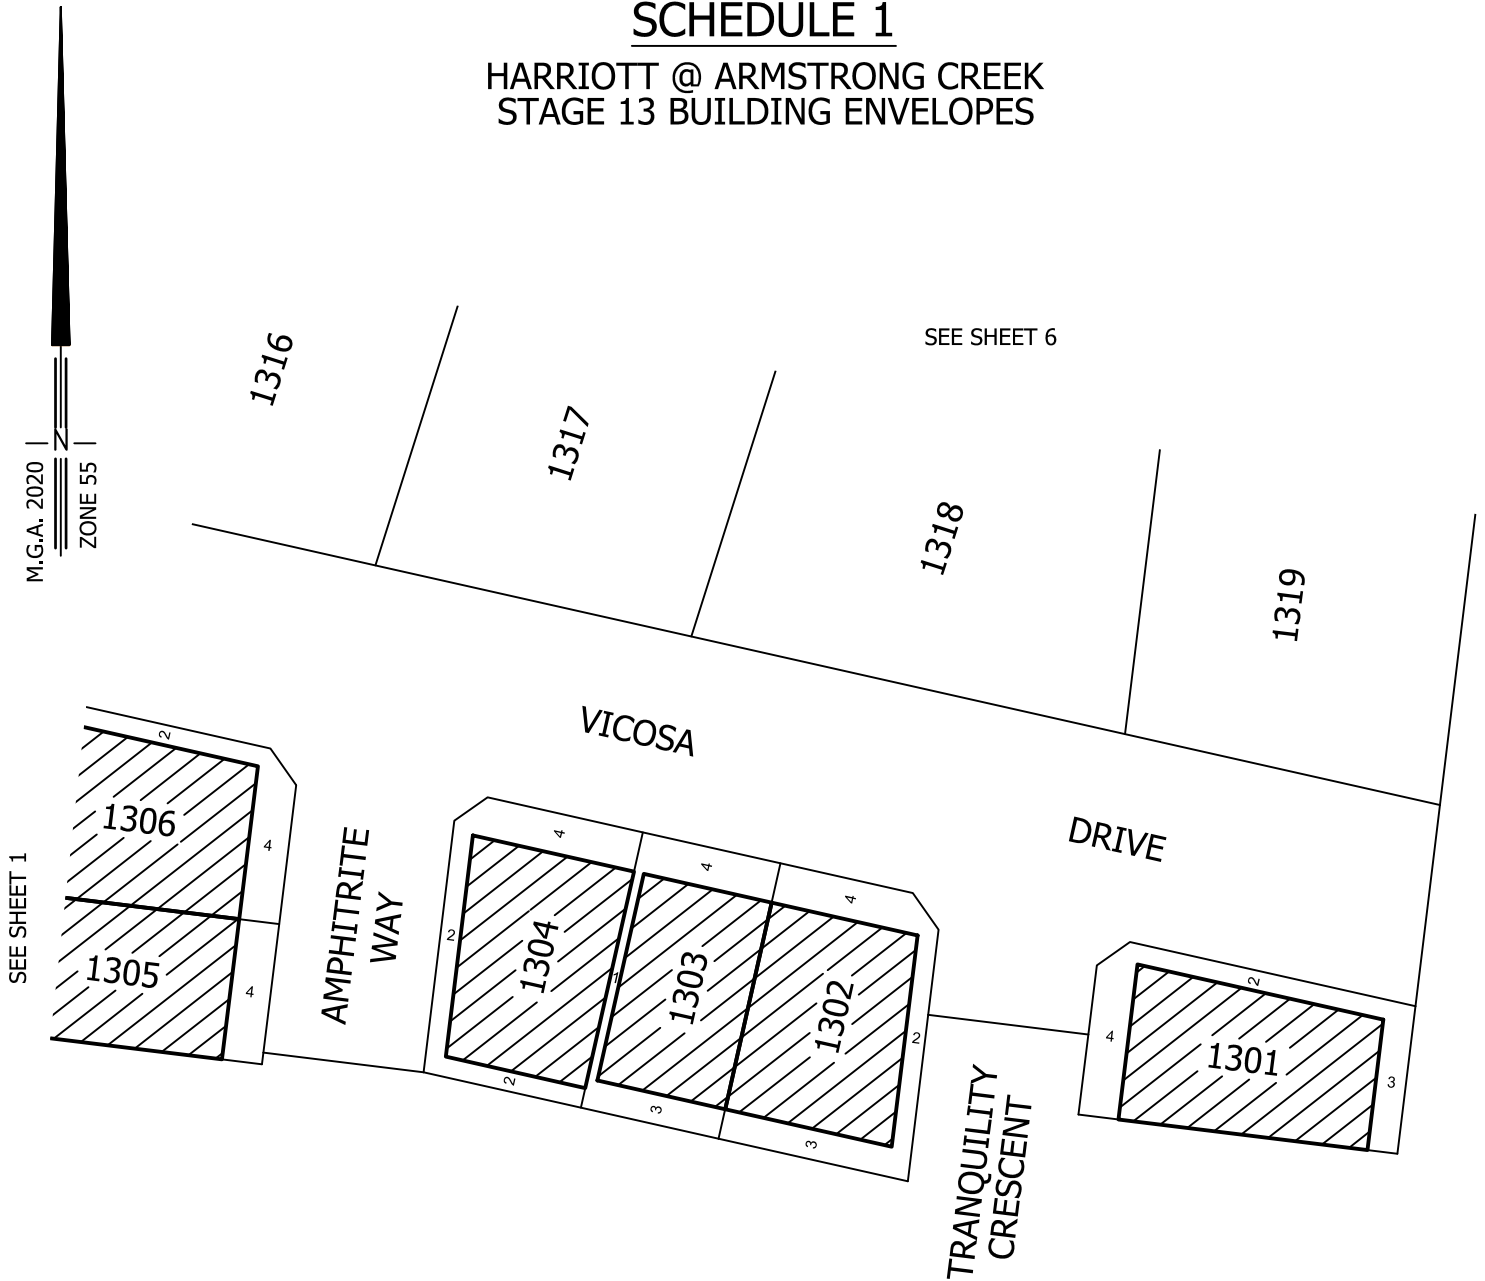 SCHEDULE 1
HARRIOTT @ ARMSTRONG CREEK
STAGE 13 BUILDING ENVELOPES
SEE SHEET 6
1316
1317
1318
1319
N
M.G.A. 2020
ZONE 55
VICOSA
DRIVE
SEE SHEET 1
2
1306
4
1305
4
AMPHITRITE
WAY
4
2
1304
2
1
4
1303
3
4
1302
2
3
TRANQUILITY
CRESCENT
2
4
1301
3